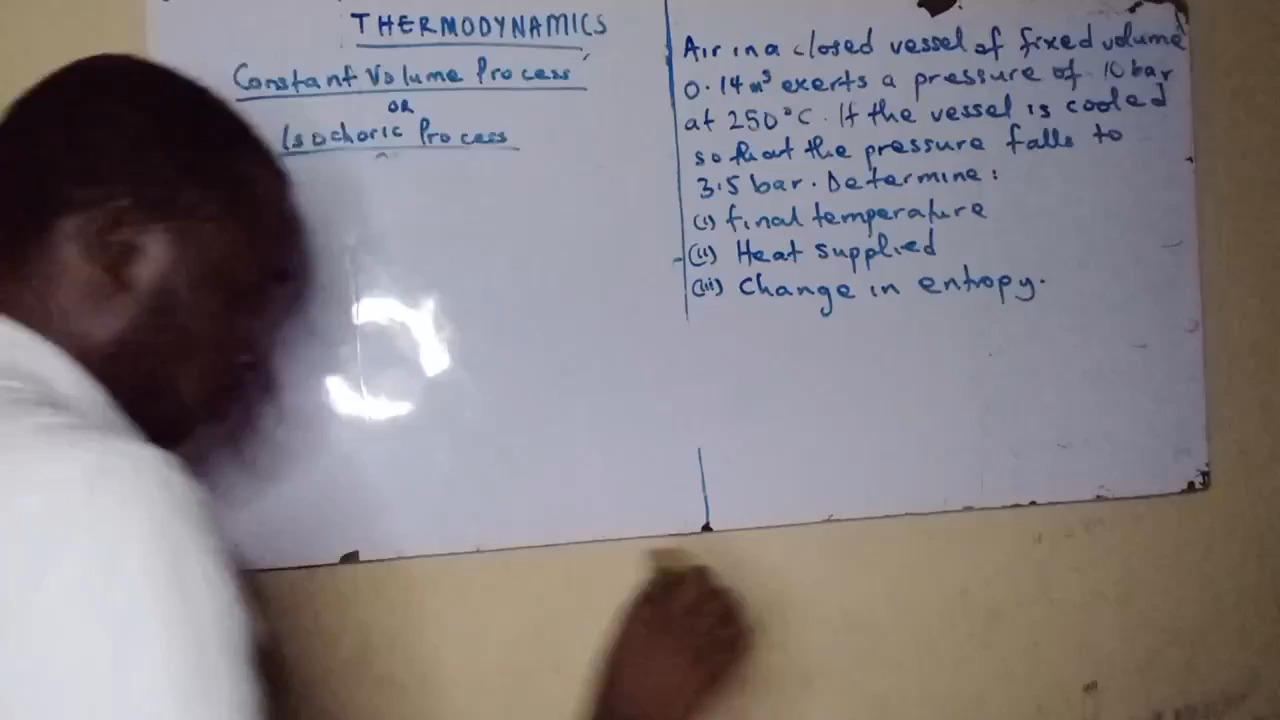 THERMODYNAMICS
Constant Volume Process
OR
Isochoric Process
Air in a closed vessel of fixed volume
0.14 m³ exerts a pressure of 10 bar
at 250°C. If the vessel is cooled
so that the pressure falls to
3.5 bar. Determine:
(i) final temperature
(ii) Heat supplied
(iii) Change in entropy.